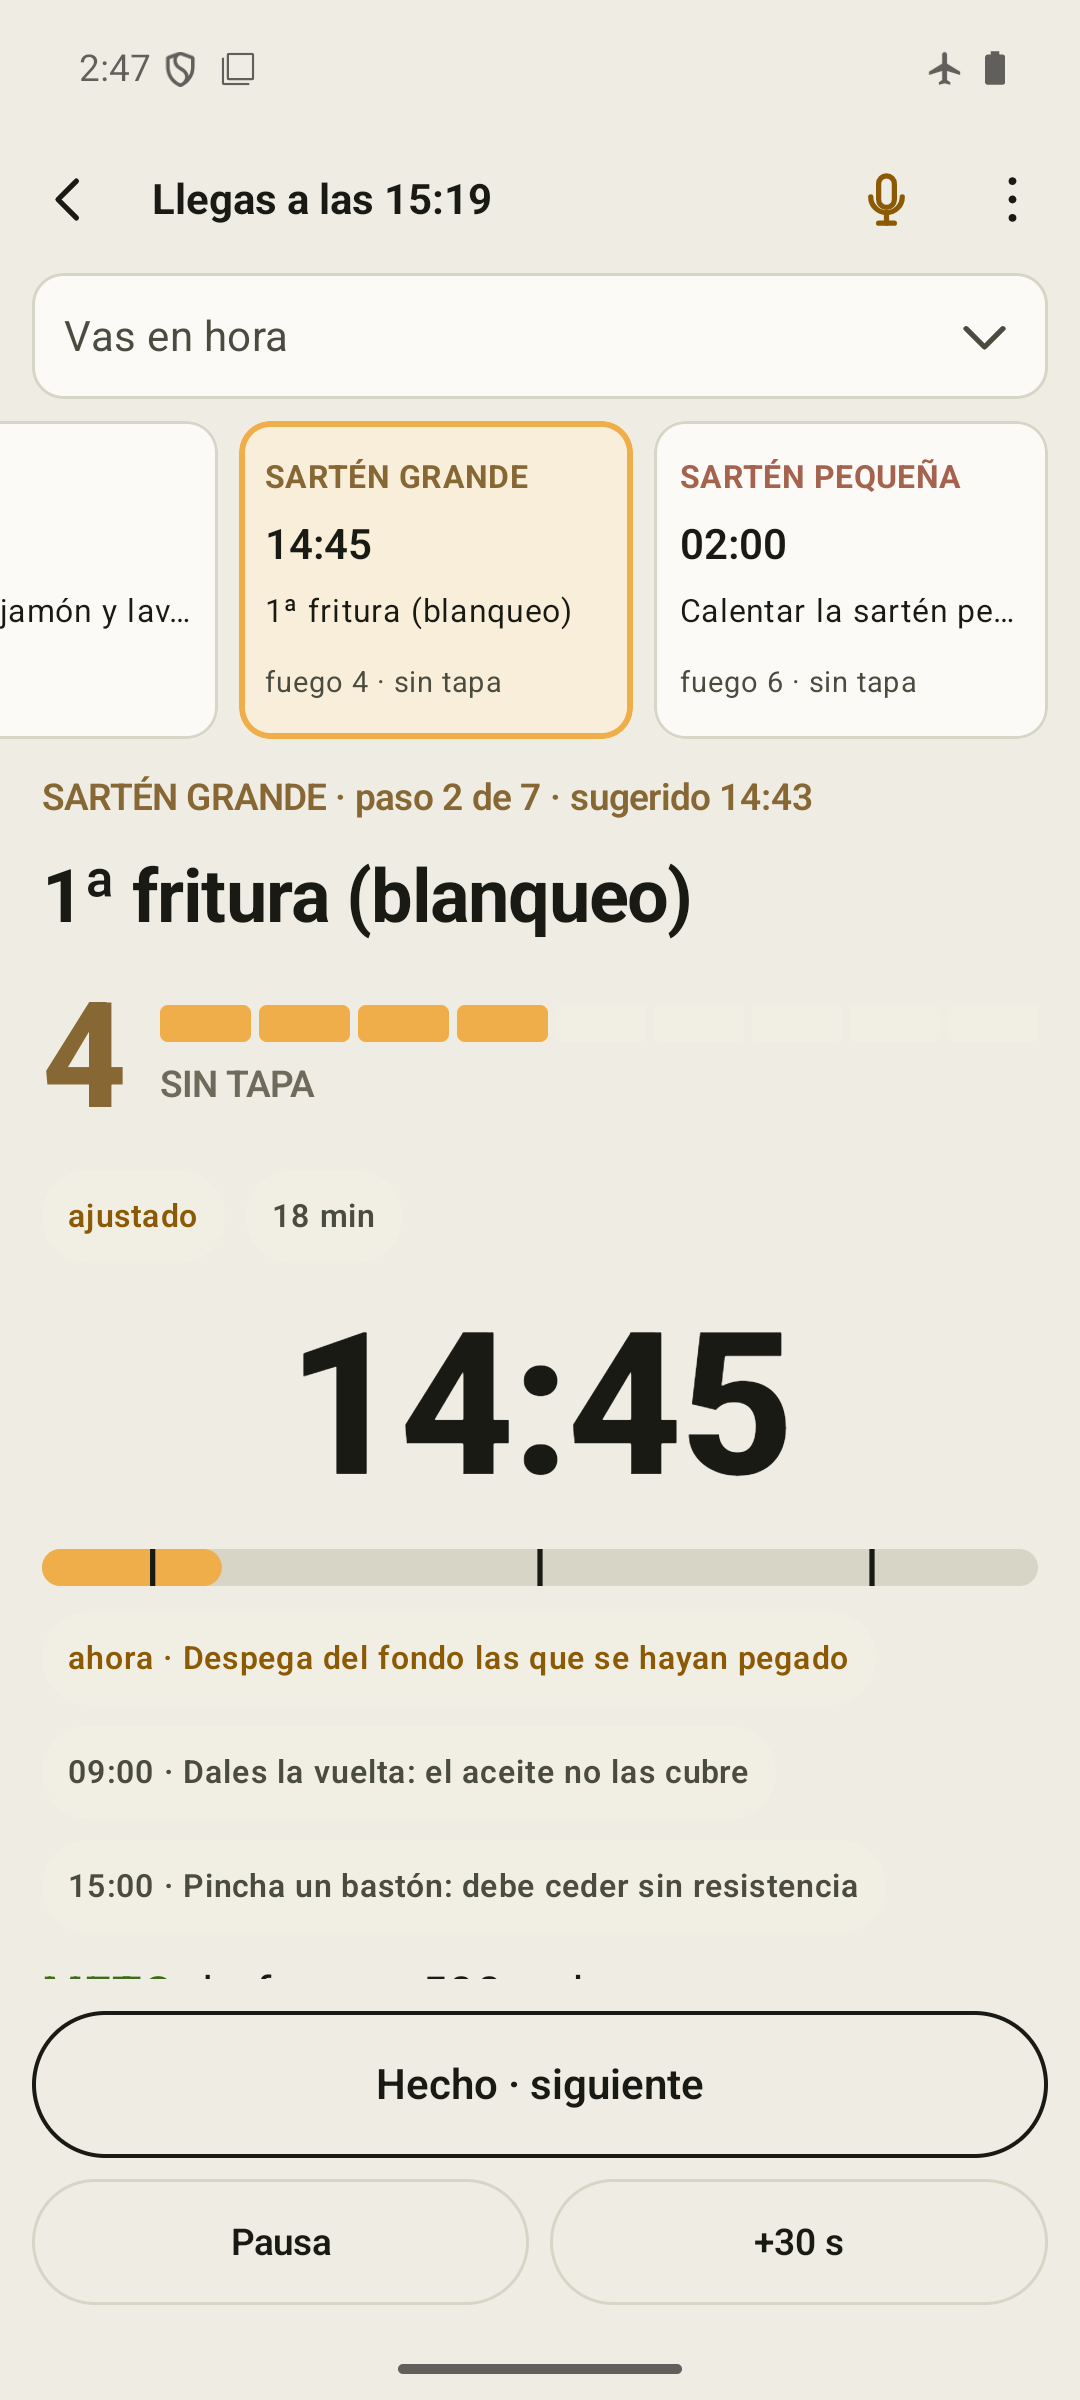 2:47
Llegas a las 15:19
Vas en hora
jamón y lav...
SARTÉN GRANDE
14:45
1ª fritura (blanqueo)
fuego 4 · sin tapa
SARTÉN PEQUEÑA
02:00
Calentar la sartén pe...
fuego 6 · sin tapa
SARTÉN GRANDE · paso 2 de 7 · sugerido 14:43
1ª fritura (blanqueo)
4
SIN TAPA
ajustado
18 min
14:45
ahora · Despega del fondo las que se hayan pegado
09:00 · Dales la vuelta: el aceite no las cubre
15:00 · Pincha un bastón: debe ceder sin resistencia
Hecho · siguiente
Pausa
+30 s